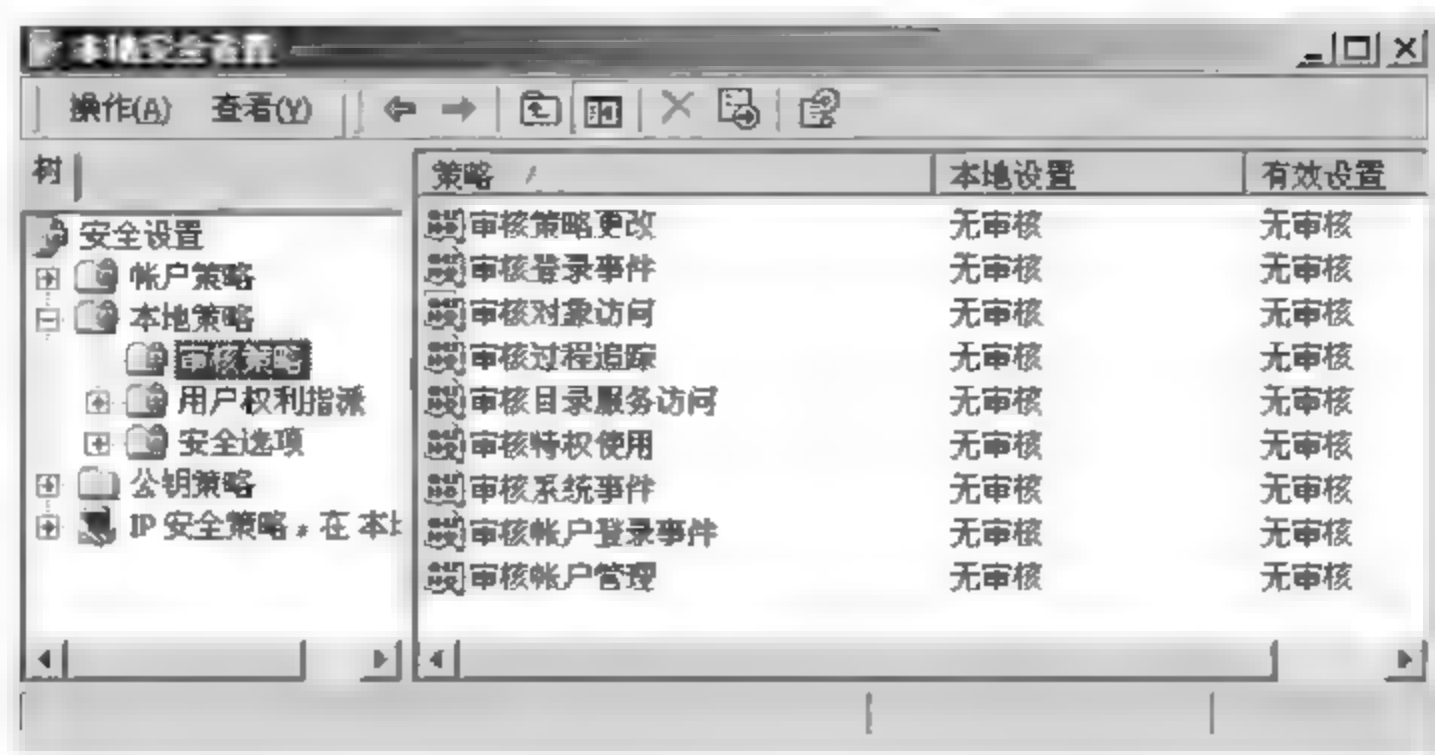 本地安全设置
操作(A) 查看(V)
树
策略 / 本地设置 有效设置
安全设置
帐户策略
本地策略
审核策略
用户权利指派
安全选项
公钥策略
IP 安全策略，在 本地
审核策略更改 无审核 无审核
审核登录事件 无审核 无审核
审核对象访问 无审核 无审核
审核过程追踪 无审核 无审核
审核目录服务访问 无审核 无审核
审核特权使用 无审核 无审核
审核系统事件 无审核 无审核
审核帐户登录事件 无审核 无审核
审核帐户管理 无审核 无审核